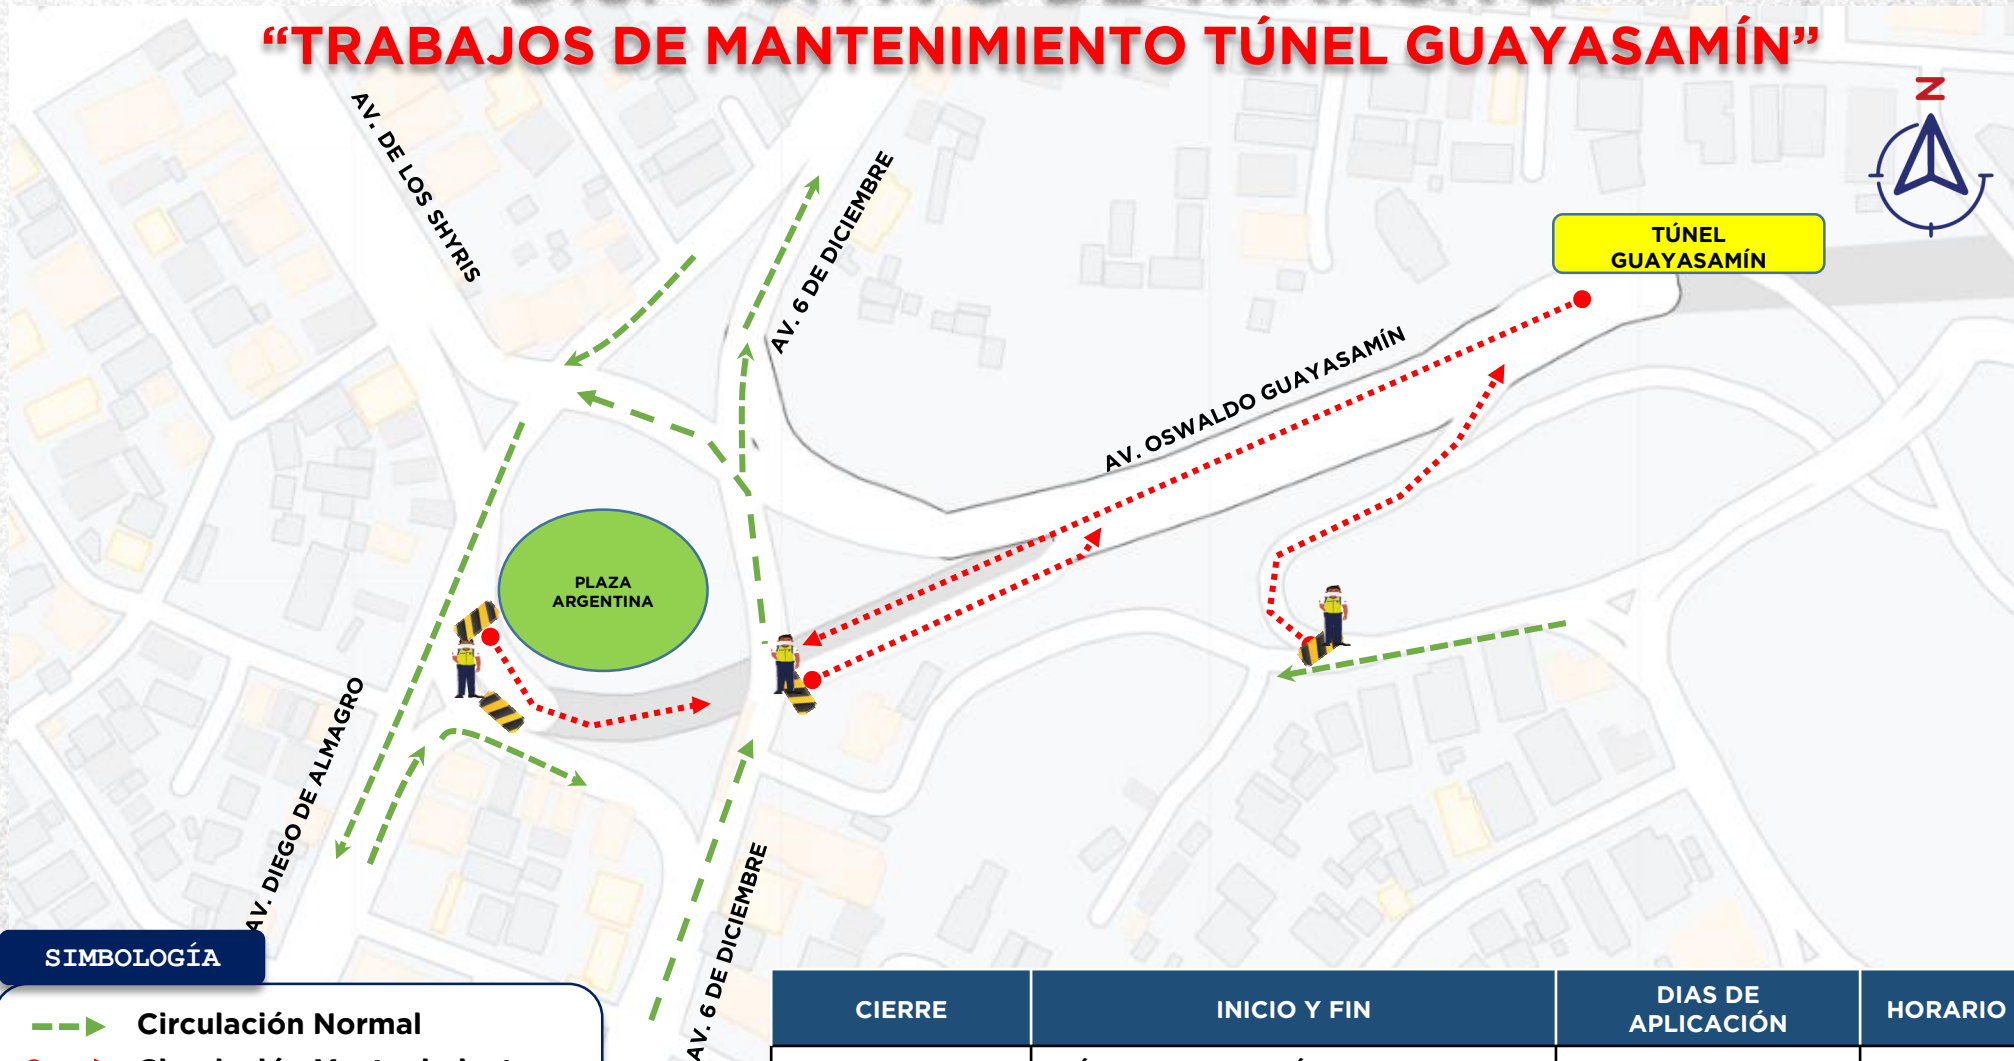 “TRABAJOS DE MANTENIMIENTO TÚNEL GUAYASAMÍN”
N
AV. DE LOS SHYRIS
AV. 6 DE DICIEMBRE
TÚNEL
GUAYASAMÍN
AV. OSWALDO GUAYASAMÍN
PLAZA
ARGENTINA
AV. DIEGO DE ALMAGRO
AV. 6 DE DICIEMBRE
SIMBOLOGÍA
Circulación Normal
CIERRE
INICIO Y FIN
DIAS DE
APLICACIÓN
HORARIO